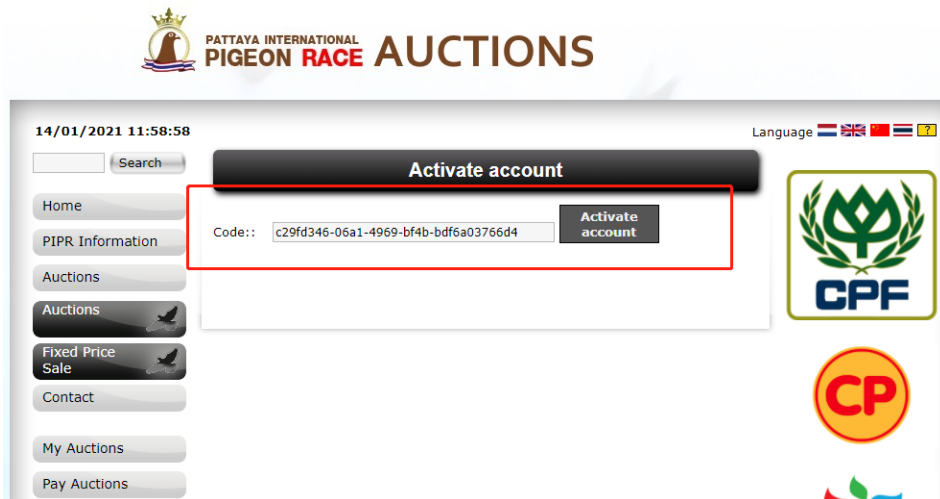 PATTAYA INTERNATIONAL
PIGEON RACE AUCTIONS
14/01/2021 11:58:58
Language
?
Search
Home
PIPR Information
Auctions
Auctions
Fixed Price
Sale
Contact
My Auctions
Pay Auctions
Activate account
Code::
c29fd346-06a1-4969-bf4b-bdf6a03766d4
Activate
account
CPF
CP